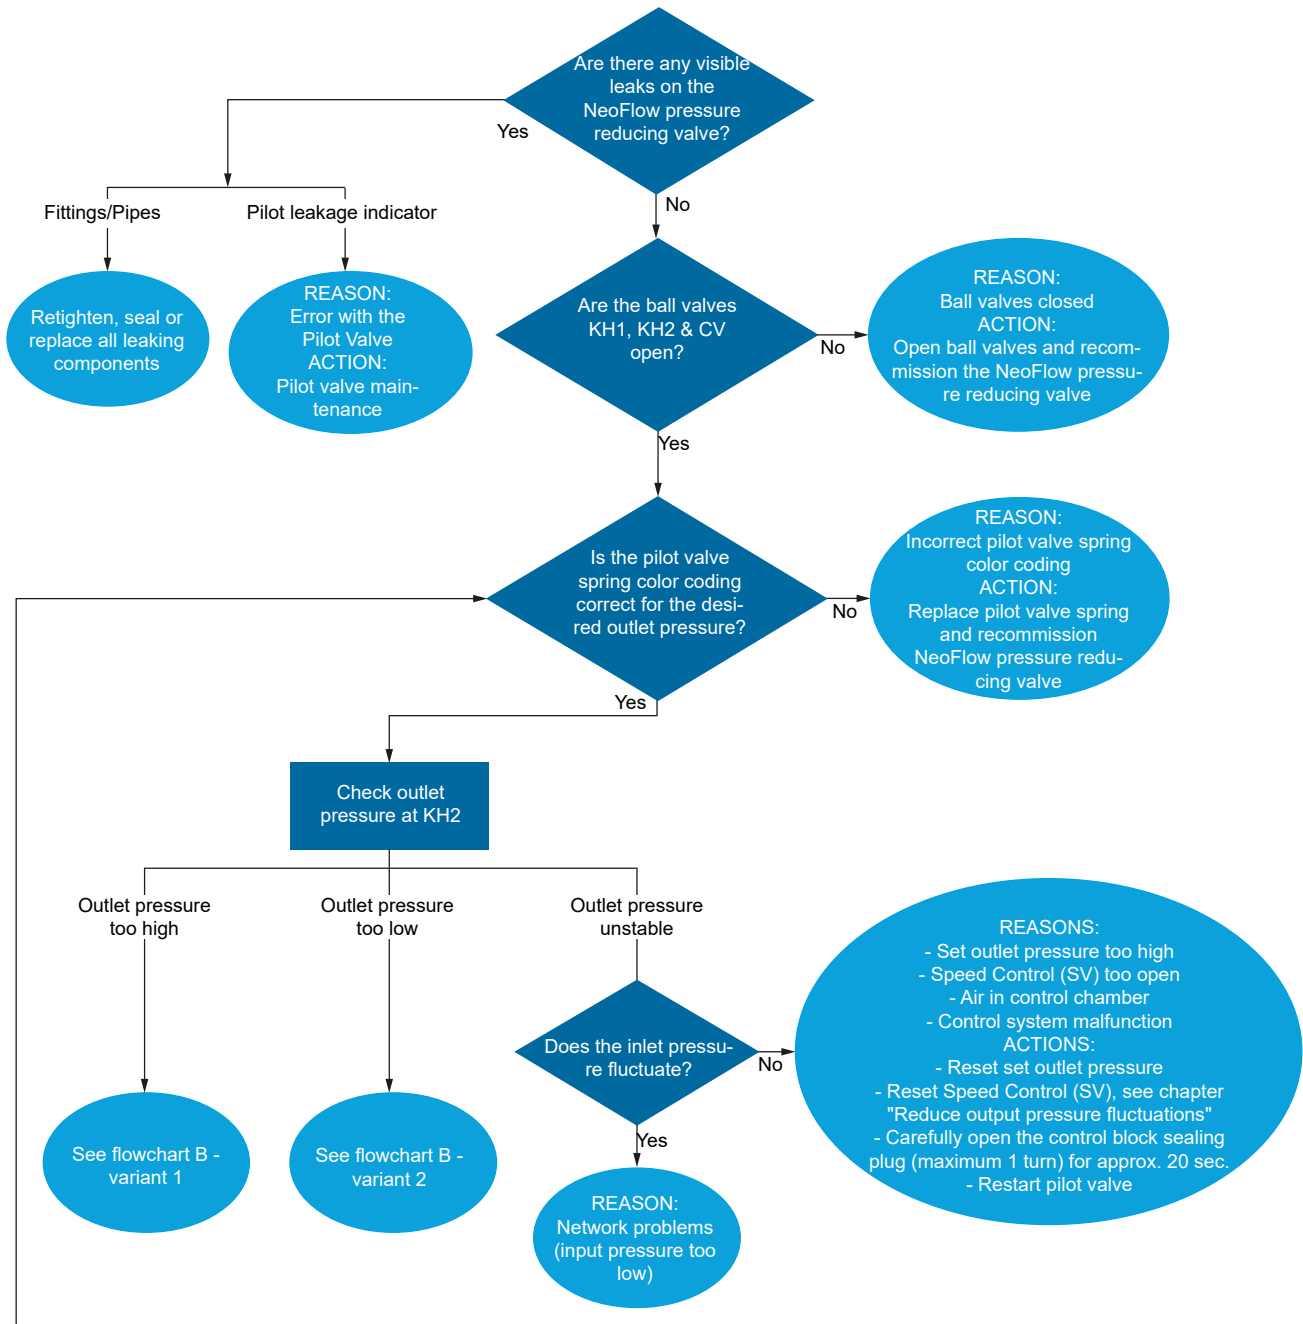 Are there any visible
leaks on the
NeoFlow pressure
reducing valve?
Yes
No
Fittings/Pipes
Pilot leakage indicator
Retighten, seal or
replace all leaking
components
REASON:
Error with the
Pilot Valve
ACTION:
Pilot valve main-
tenance
Are the ball valves
KH1, KH2 & CV
open?
No
Yes
REASON:
Ball valves closed
ACTION:
Open ball valves and recom-
mission the NeoFlow pressu-
re reducing valve
Is the pilot valve
spring color coding
correct for the desi-
red outlet pressure?
No
Yes
REASON:
Incorrect pilot valve spring
color coding
ACTION:
Replace pilot valve spring
and recommission
NeoFlow pressure redu-
cing valve
Check outlet
pressure at KH2
Outlet pressure
too high
Outlet pressure
too low
Outlet pressure
unstable
See flowchart B -
variant 1
See flowchart B -
variant 2
Does the inlet pressu-
re fluctuate?
No
Yes
REASON:
Network problems
(input pressure too
low)
REASONS:
- Set outlet pressure too high
- Speed Control (SV) too open
- Air in control chamber
- Control system malfunction
ACTIONS:
- Reset set outlet pressure
- Reset Speed Control (SV), see chapter
"Reduce output pressure fluctuations"
- Carefully open the control block sealing
plug (maximum 1 turn) for approx. 20 sec.
- Restart pilot valve